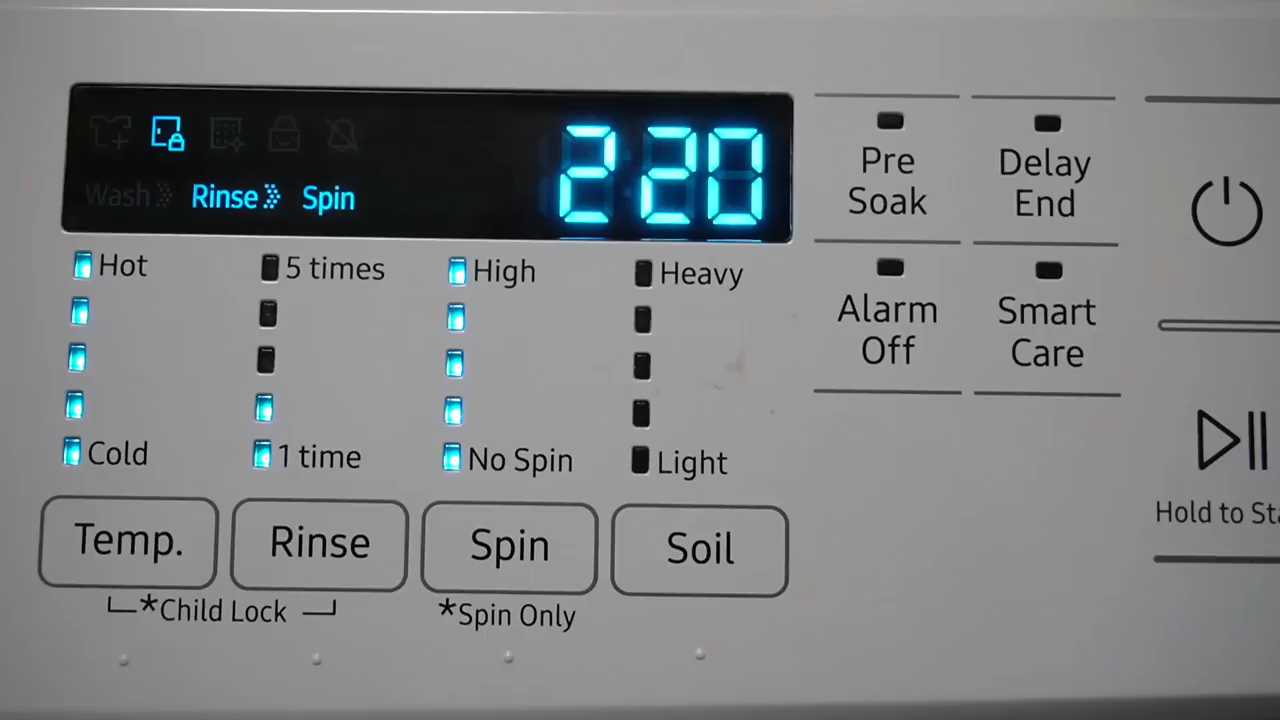 220
Wash Rinse Spin
Hot 5 times High Heavy
Cold 1 time No Spin Light
Temp. Rinse Spin Soil
*Child Lock *Spin Only
Pre Soak
Delay End
Alarm Off
Smart Care
Hold to